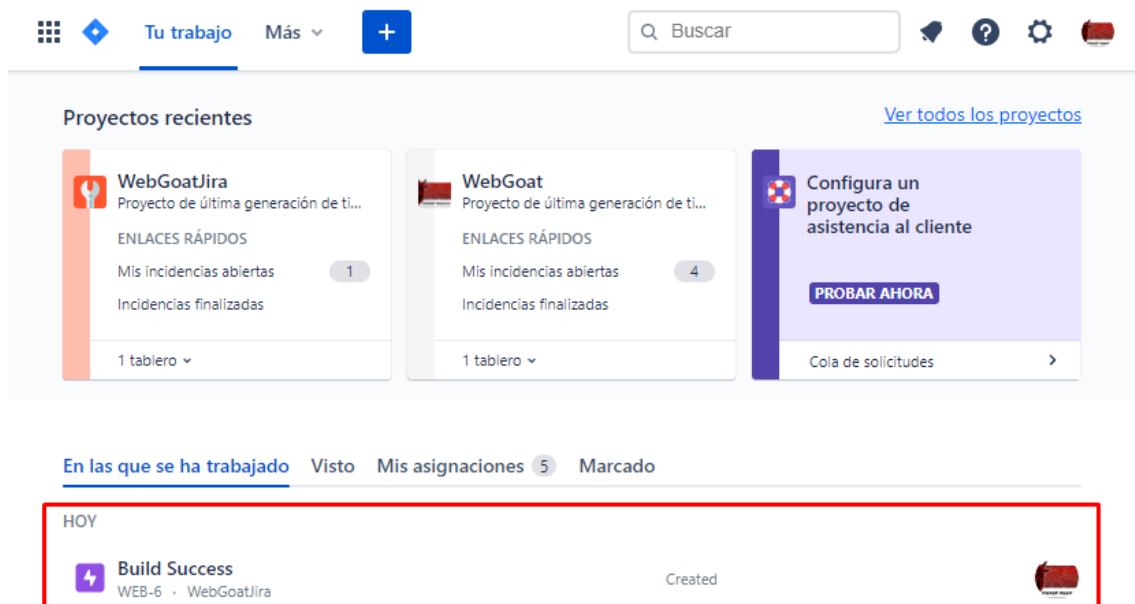 Tu trabajo Más + Buscar ?
Proyectos recientes Ver todos los proyectos
WebGoatJira
Proyecto de última generación de ti...
ENLACES RÁPIDOS
Mis incidencias abiertas 1
Incidencias finalizadas
1 tablero
WebGoat
Proyecto de última generación de ti...
ENLACES RÁPIDOS
Mis incidencias abiertas 4
Incidencias finalizadas
1 tablero
Configura un
proyecto de
asistencia al cliente
PROBAR AHORA
Cola de solicitudes
En las que se ha trabajado Visto Mis asignaciones 5 Marcado
HOY
Build Success
WEB-6 · WebGoatJira
Created